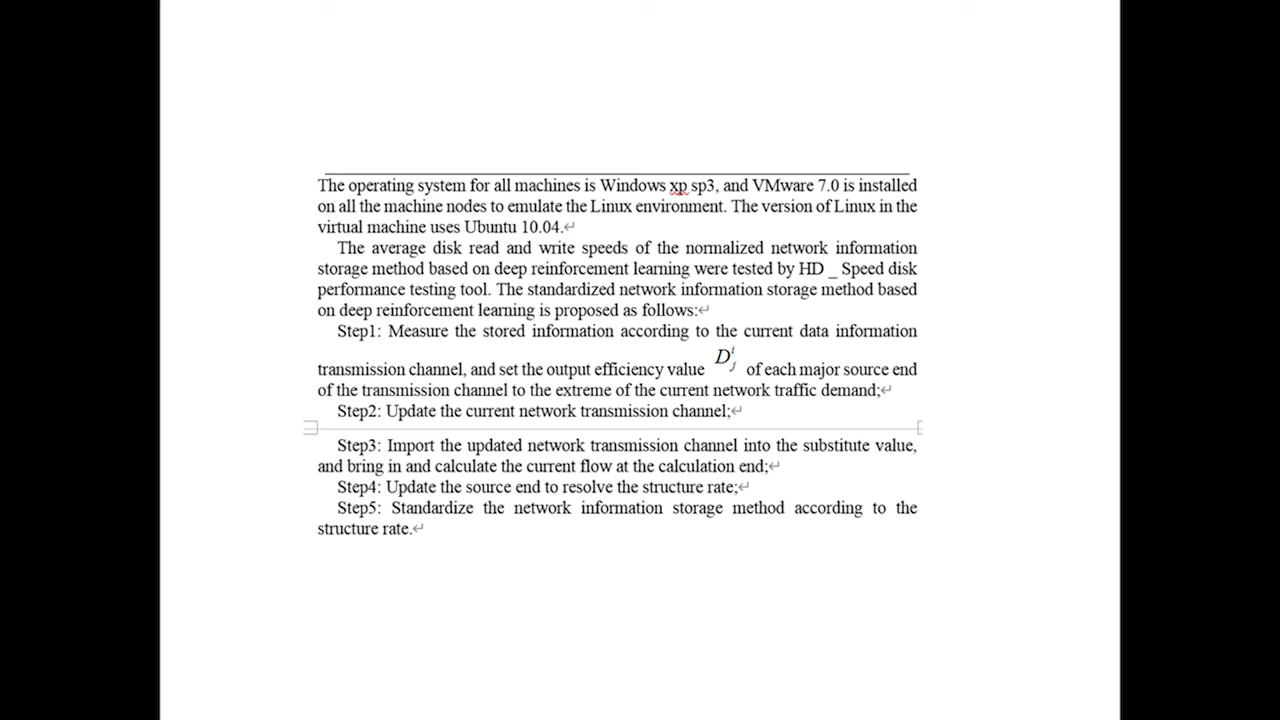 The operating system for all machines is Windows xp sp3, and VMware 7.0 is installed
on all the machine nodes to emulate the Linux environment. The version of Linux in the
virtual machine uses Ubuntu 10.04.↵
The average disk read and write speeds of the normalized network information
storage method based on deep reinforcement learning were tested by HD _ Speed disk
performance testing tool. The standardized network information storage method based
on deep reinforcement learning is proposed as follows:↵
Step1: Measure the stored information according to the current data information
transmission channel, and set the output efficiency value D_j^i of each major source end
of the transmission channel to the extreme of the current network traffic demand;↵
Step2: Update the current network transmission channel;↵
Step3: Import the updated network transmission channel into the substitute value,
and bring in and calculate the current flow at the calculation end;↵
Step4: Update the source end to resolve the structure rate;↵
Step5: Standardize the network information storage method according to the
structure rate.↵